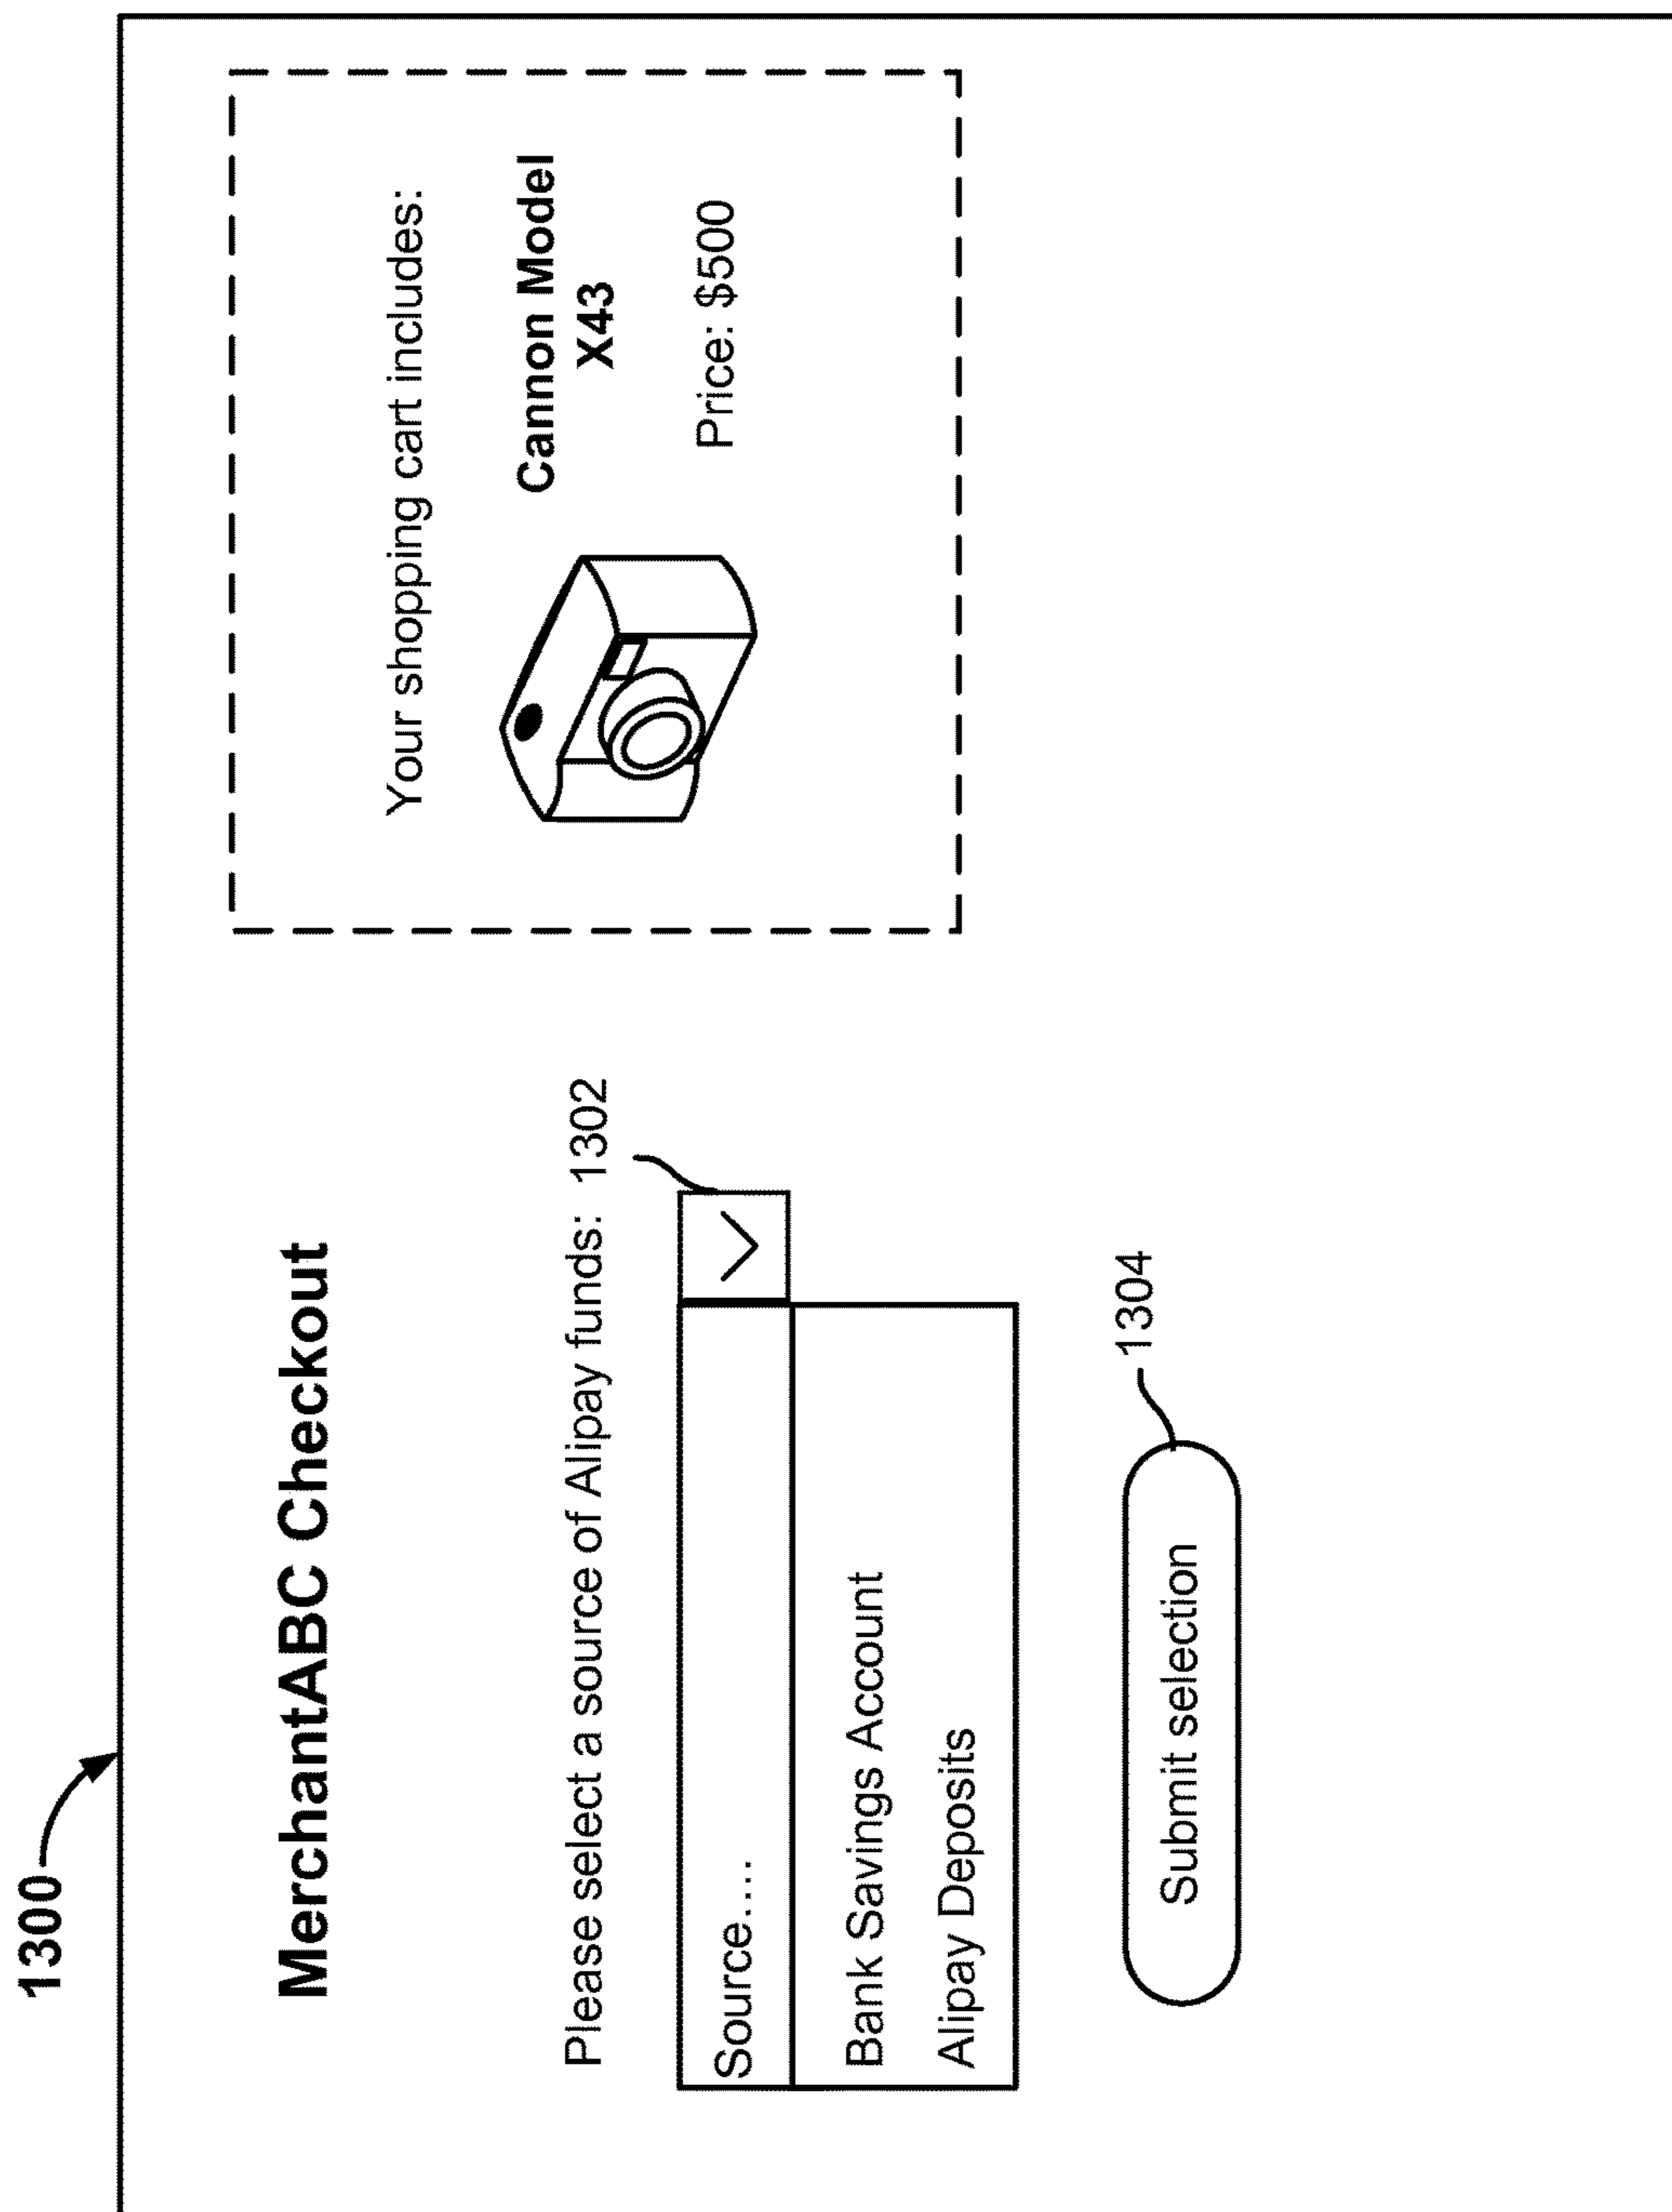 1300
MerchantABC Checkout
Please select a source of Alipay funds:
1302
Source....
Bank Savings Account
Alipay Deposits
1304
Submit selection
Your shopping cart includes:
Cannon Model
X43
Price: $500